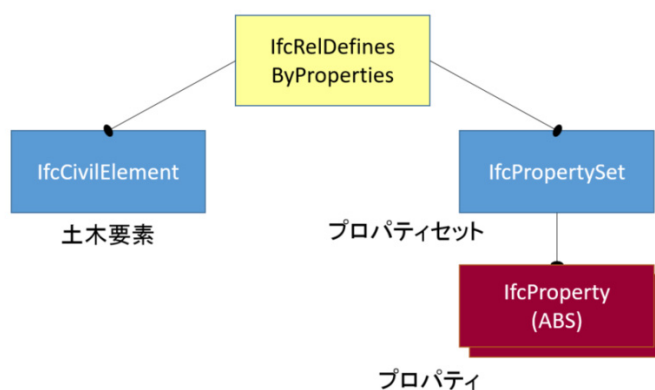 IfcRelDefines
ByProperties
IfcCivilElement
IfcPropertySet
土木要素
プロパティセット
IfcProperty
(ABS)
プロパティ